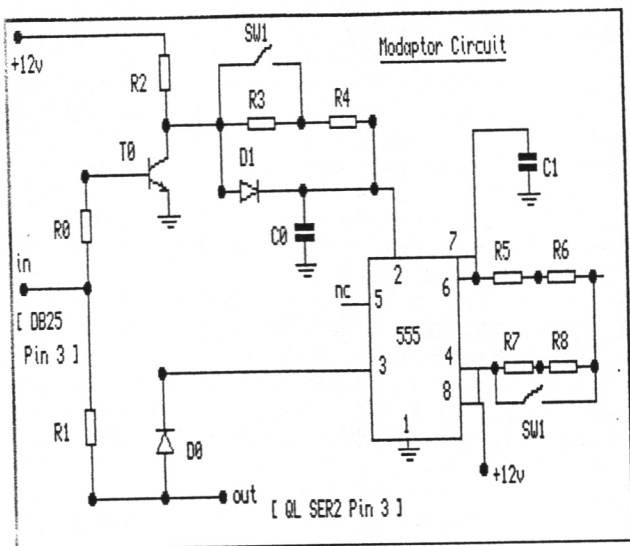 Modaptor Circuit
SW1
+12v
R2
R3
R4
T0
D1
C1
R0
C0
7
in
nc
2
6
R5
R6
5
[ DB25
Pin 3 ]
555
3
4
R7
R8
8
R1
D0
1
SW1
+12v
out
[ QL SER2 Pin 3 ]